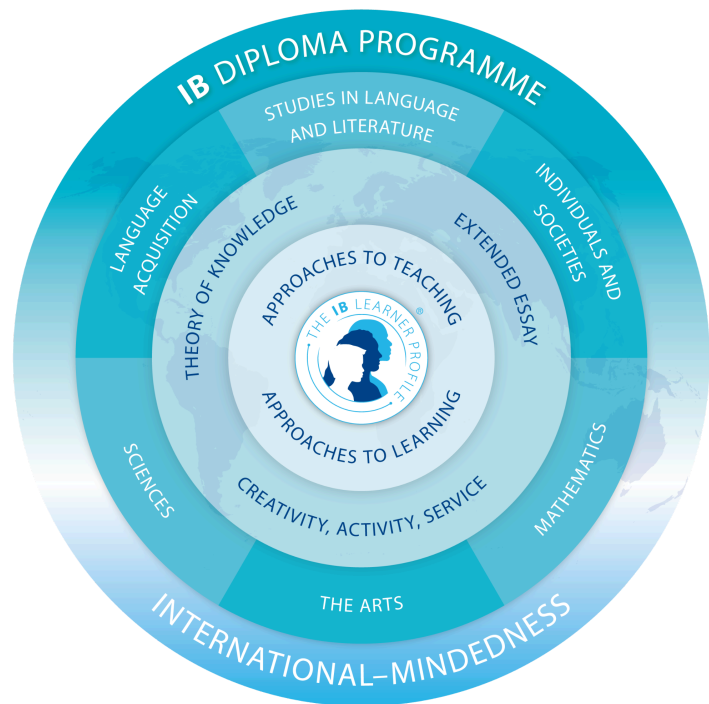 IB DIPLOMA PROGRAMME
STUDIES IN LANGUAGE
AND LITERATURE
LANGUAGE
ACQUISITION
INDIVIDUALS AND
SOCIETIES
THEORY OF KNOWLEDGE
EXTENDED ESSAY
APPROACHES TO TEACHING
THE IB LEARNER PROFILE
®
APPROACHES TO LEARNING
CREATIVITY, ACTIVITY, SERVICE
SCIENCES
MATHEMATICS
THE ARTS
INTERNATIONAL–MINDEDNESS